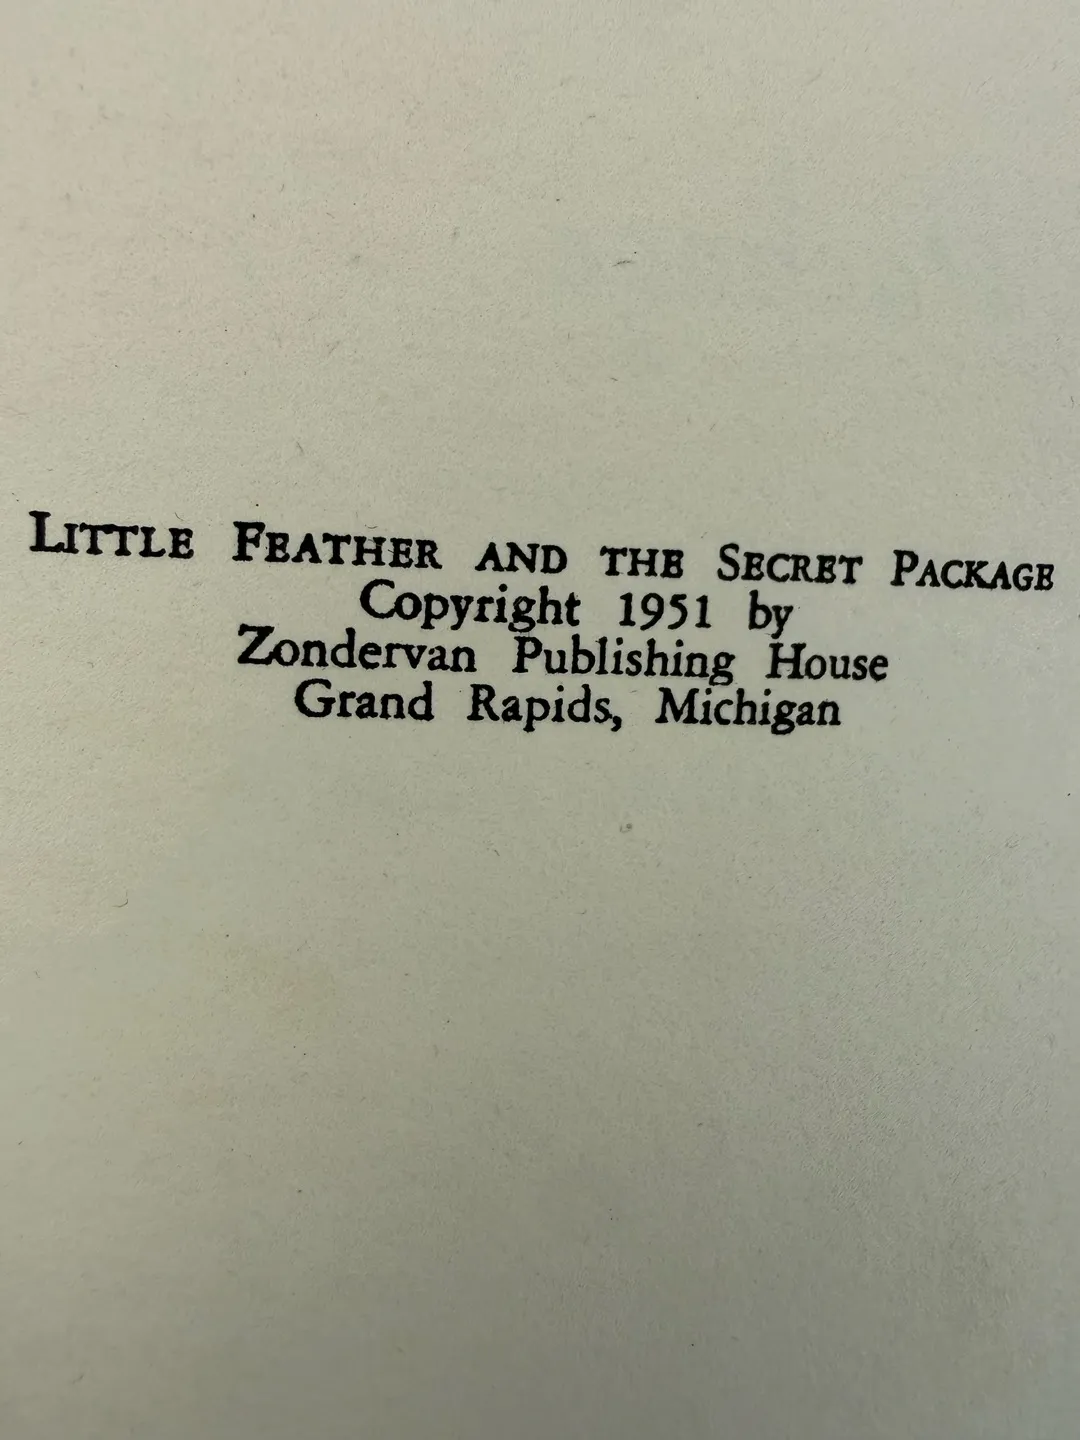 LITTLE FEATHER AND THE SECRET PACKAGE
Copyright 1951 by
Zondervan Publishing House
Grand Rapids, Michigan